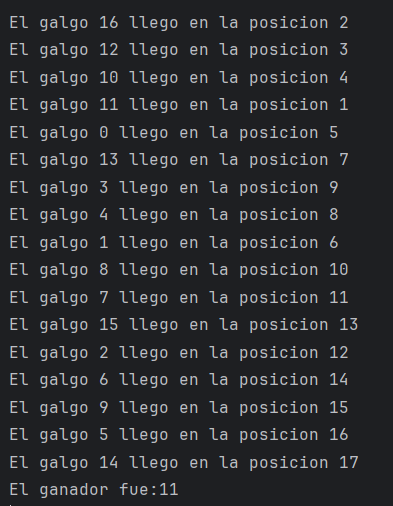 El galgo 16 llego en la posicion 2
El galgo 12 llego en la posicion 3
El galgo 10 llego en la posicion 4
El galgo 11 llego en la posicion 1
El galgo 0 llego en la posicion 5
El galgo 13 llego en la posicion 7
El galgo 3 llego en la posicion 9
El galgo 4 llego en la posicion 8
El galgo 1 llego en la posicion 6
El galgo 8 llego en la posicion 10
El galgo 7 llego en la posicion 11
El galgo 15 llego en la posicion 13
El galgo 2 llego en la posicion 12
El galgo 6 llego en la posicion 14
El galgo 9 llego en la posicion 15
El galgo 5 llego en la posicion 16
El galgo 14 llego en la posicion 17
El ganador fue:11